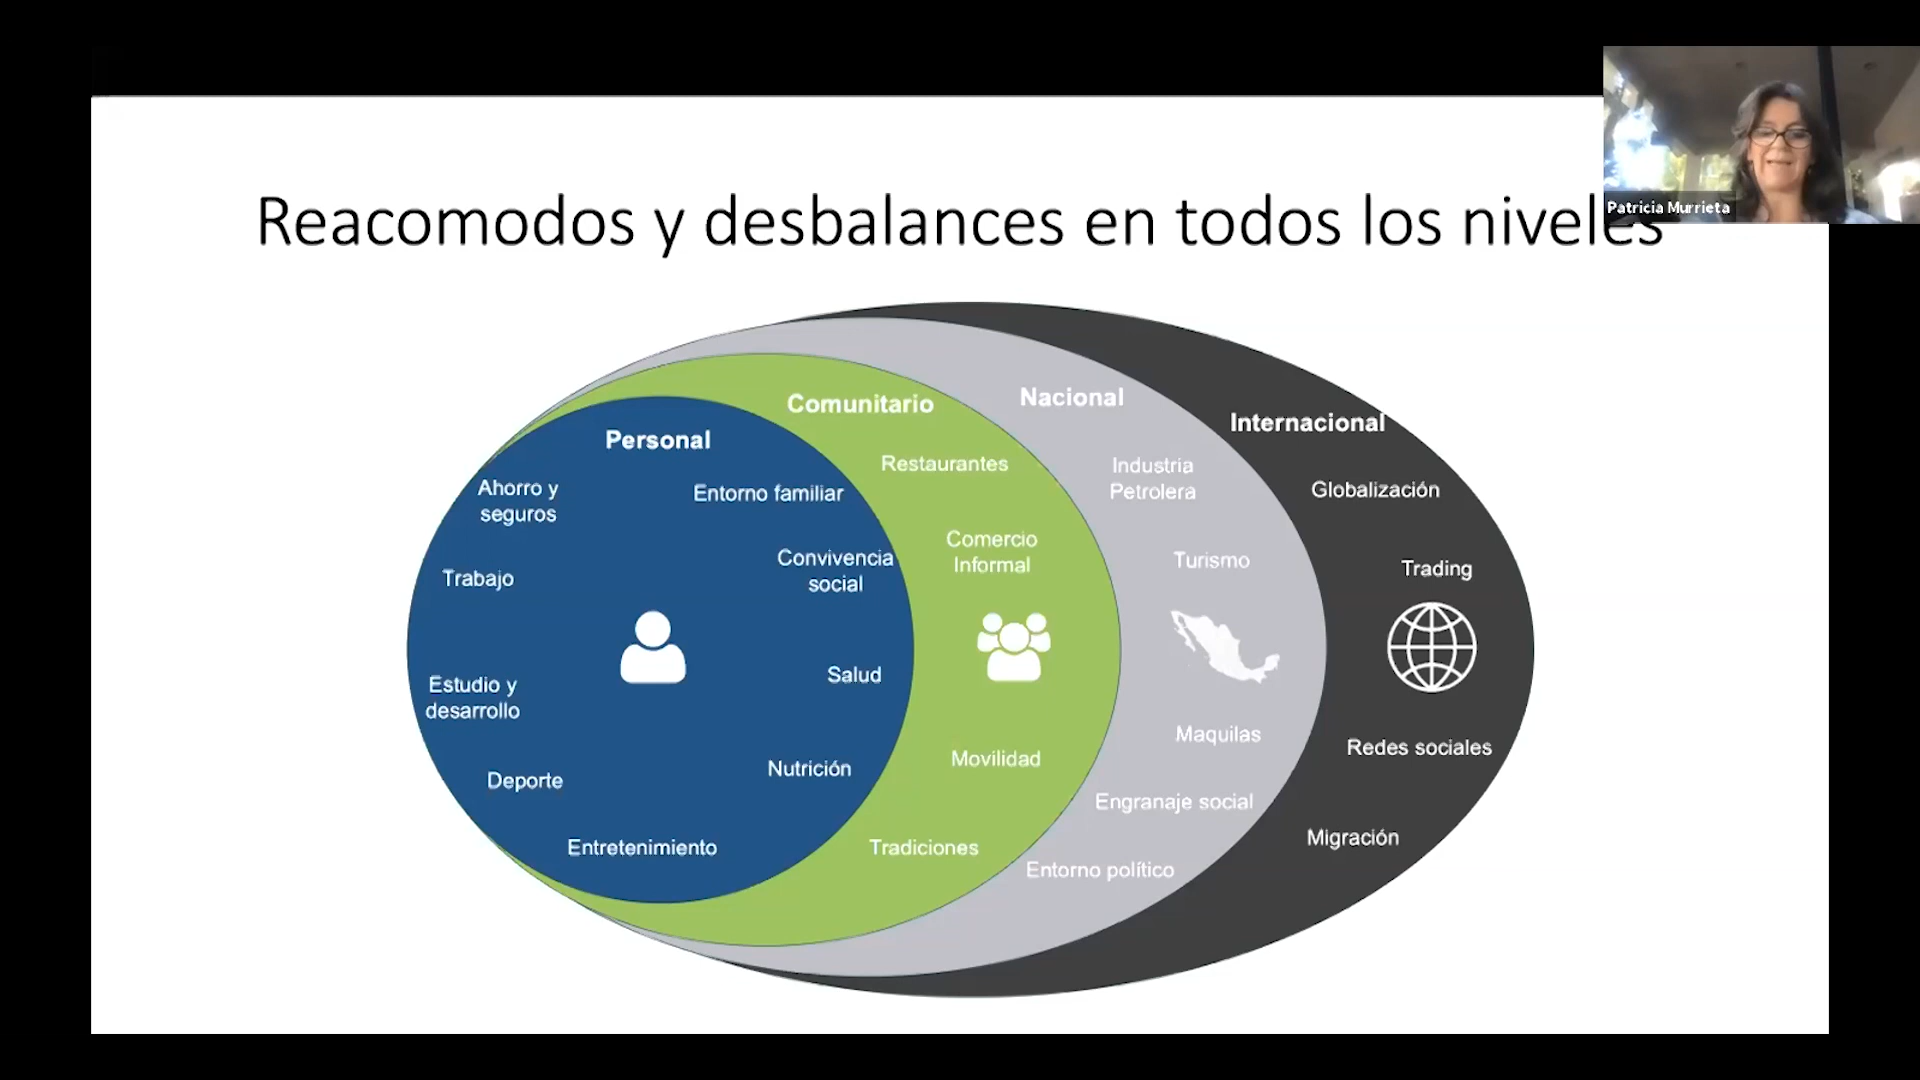 Patricia Murrieta
Reacomodos y desbalances en todos los niveles
Personal
Ahorro y
seguros
Entorno familiar
Convivencia
social
Trabajo
Salud
Estudio y
desarrollo
Nutrición
Deporte
Entretenimiento
Comunitario
Restaurantes
Comercio
Informal
Movilidad
Tradiciones
Nacional
Industria
Petrolera
Turismo
Maquilas
Engranaje social
Entorno político
Internacional
Globalización
Trading
Redes sociales
Migración